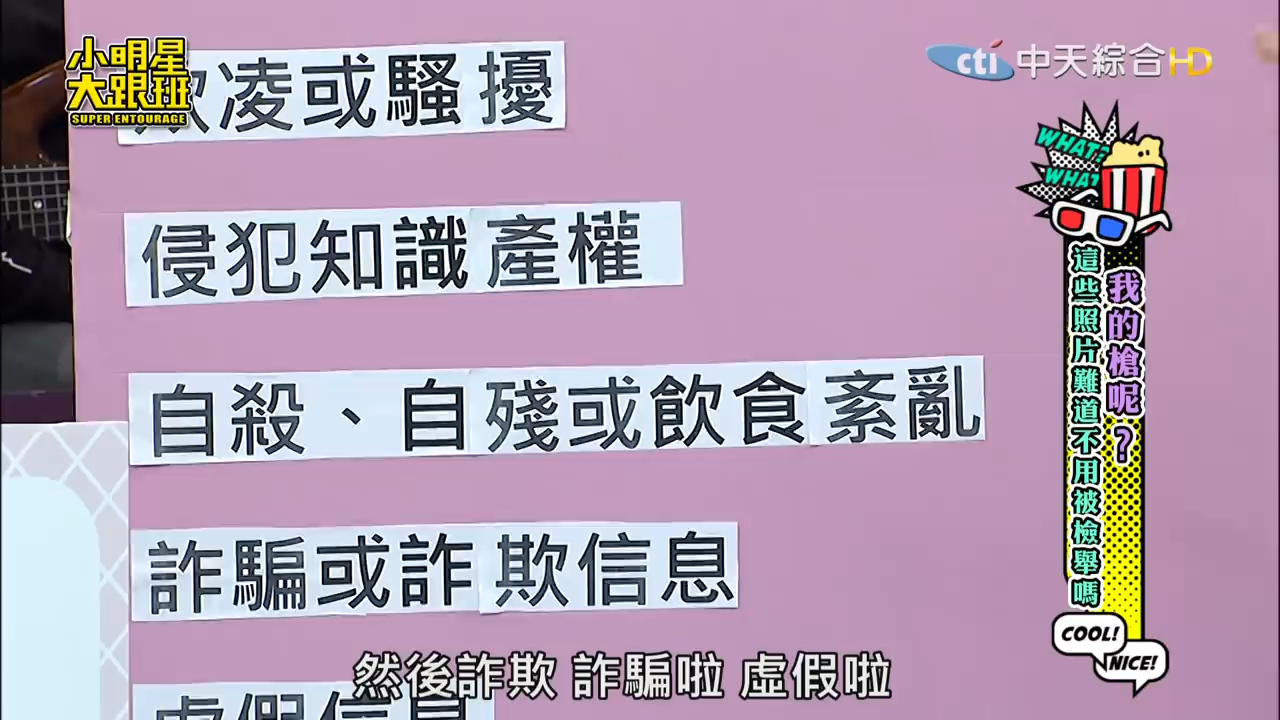 小明星
大跟班
SUPER ENTOURAGE
cti 中天綜合HD
凌或騷擾
侵犯知識產權
自殺、自殘或飲食紊亂
詐騙或詐欺信息
然後詐欺 詐騙啦 虛假啦
WHAT?
WHAT
我的槍呢？
這些照片難道不用被檢舉嗎
COOL!
NICE!